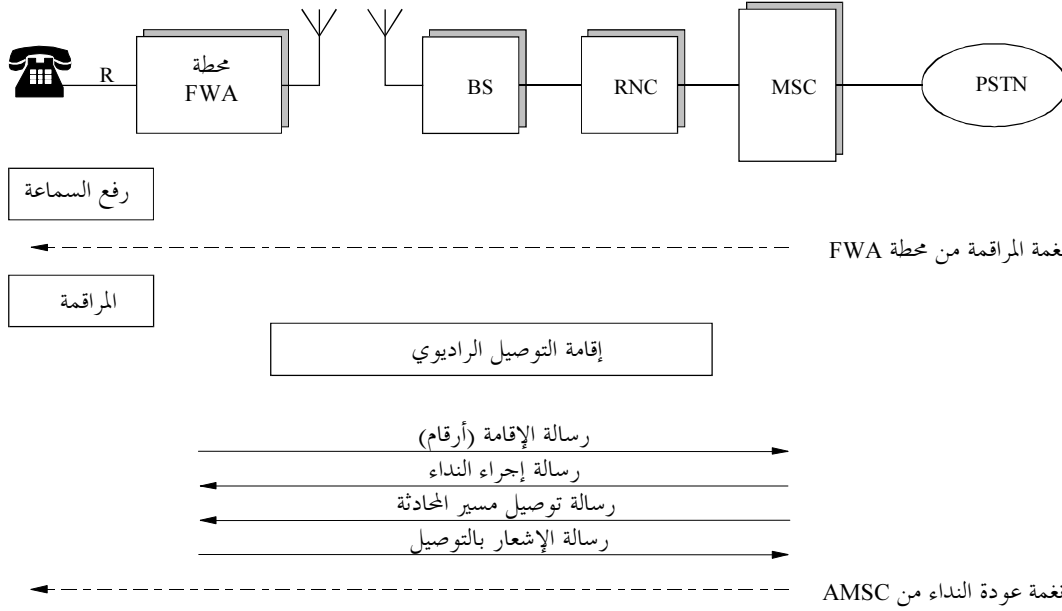 R
محطة
FWA
BS
RNC
MSC
PSTN
رفع السماعة
نغمة المراقمة من محطة FWA
المراقمة
إقامة التوصيل الراديوي
رسالة الإقامة (أرقام)
رسالة إجراء النداء
رسالة توصيل مسير المحادثة
رسالة الإشعار بالتوصيل
نغمة عودة النداء من AMSC